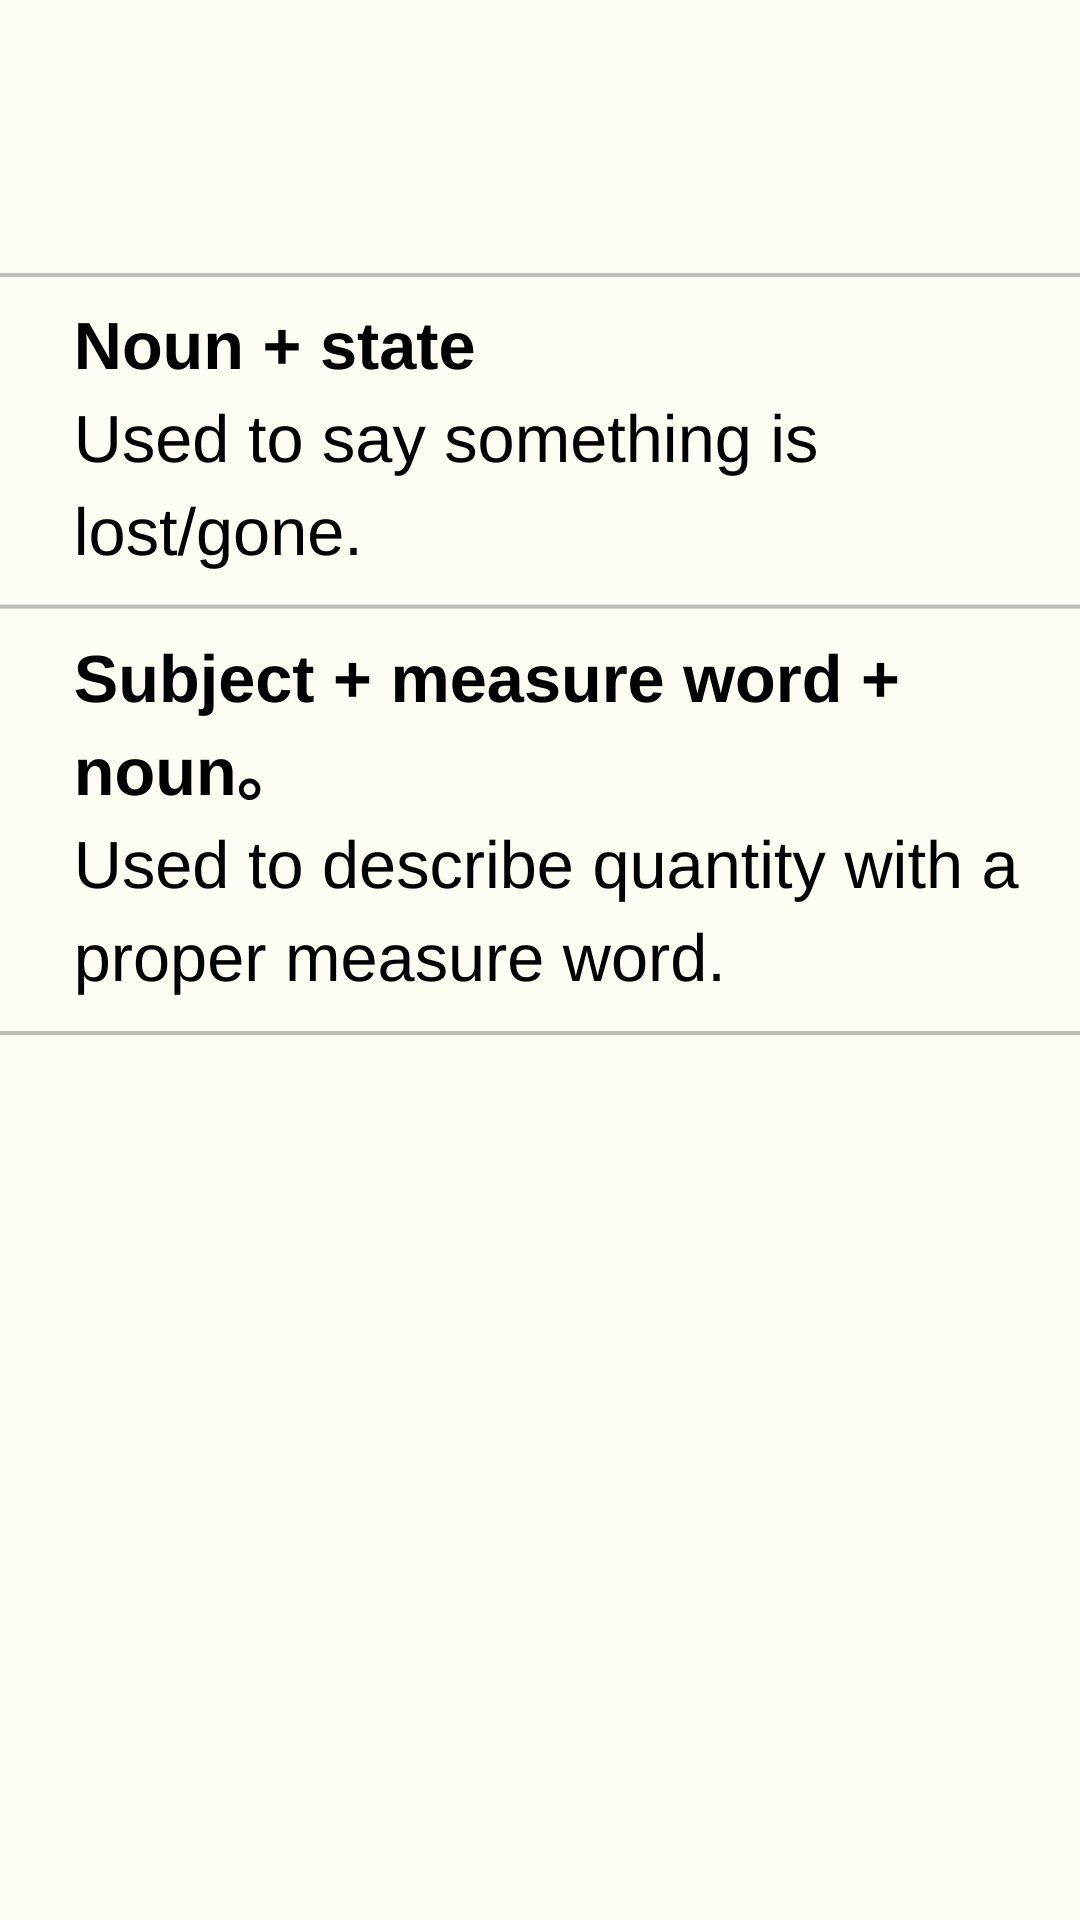 Noun + state
Used to say something is
lost/gone.
Subject + measure word +
noun。
Used to describe quantity with a
proper measure word.